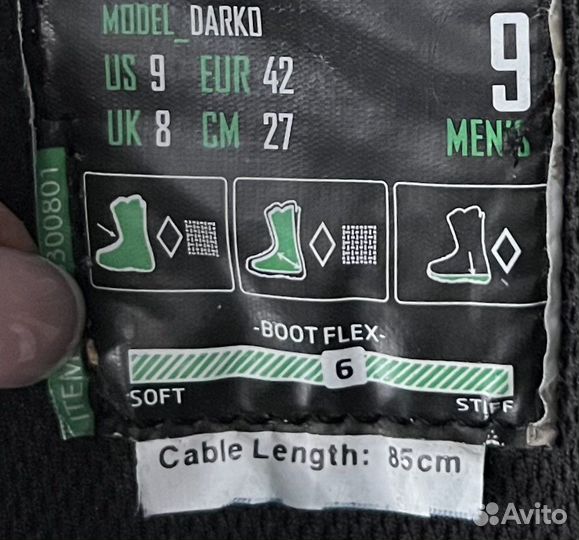 MODEL_DARKO
US 9 EUR 42
UK 8 CM 27
9
MEN'S
ITEM 300801
-BOOT FLEX-
6
SOFT STIFF
Cable Length: 85cm
Avito